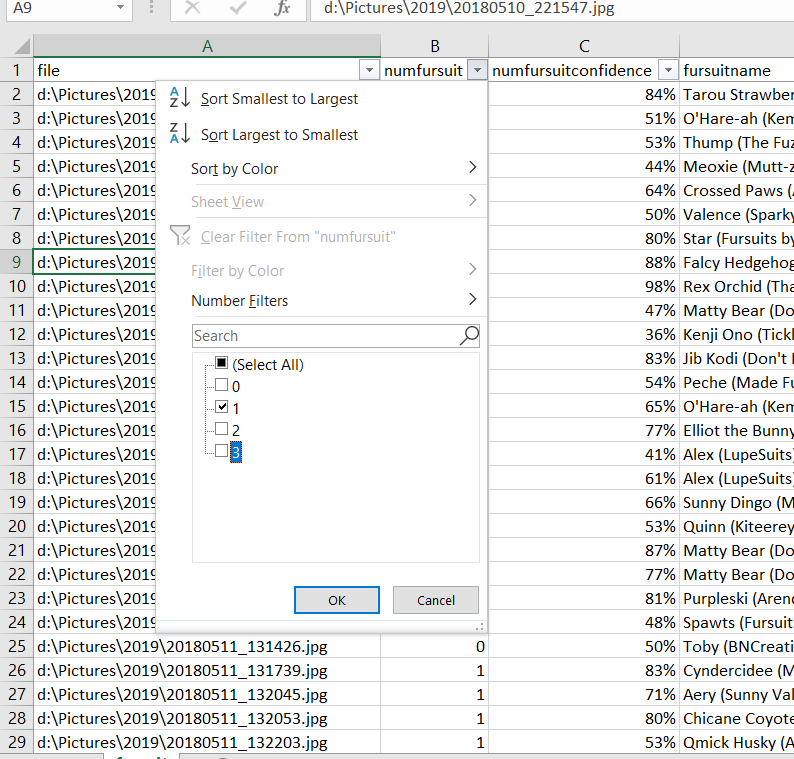 A9 fx d:\Pictures\2019\20180510_221547.jpg
A B C
1 file numfursuit numfursuitconfidence fursuitname
2 d:\Pictures\2019 84% Tarou Strawber
3 d:\Pictures\2019 51% O'Hare-ah (Kem
4 d:\Pictures\2019 53% Thump (The Fuz
5 d:\Pictures\2019 44% Meoxie (Mutt-z
6 d:\Pictures\2019 64% Crossed Paws (
7 d:\Pictures\2019 50% Valence (Sparky
8 d:\Pictures\2019 80% Star (Fursuits by
9 d:\Pictures\2019 88% Falcy Hedgehog
10 d:\Pictures\2019 98% Rex Orchid (Tha
11 d:\Pictures\2019 47% Matty Bear (Do
12 d:\Pictures\2019 36% Kenji Ono (Tickl
13 d:\Pictures\2019 83% Jib Kodi (Don't
14 d:\Pictures\2019 54% Peche (Made Fu
15 d:\Pictures\2019 65% O'Hare-ah (Kem
16 d:\Pictures\2019 77% Elliot the Bunny
17 d:\Pictures\2019 41% Alex (LupeSuits)
18 d:\Pictures\2019 61% Alex (LupeSuits)
19 d:\Pictures\2019 66% Sunny Dingo (M
20 d:\Pictures\2019 53% Quinn (Kiteerey
21 d:\Pictures\2019 87% Matty Bear (Do
22 d:\Pictures\2019 77% Matty Bear (Do
23 d:\Pictures\2019 81% Purpleski (Aren
24 d:\Pictures\2019 48% Spawts (Fursuit
25 d:\Pictures\2019\20180511_131426.jpg 0 50% Toby (BNCreati
26 d:\Pictures\2019\20180511_131739.jpg 1 83% Cyndercidee (M
27 d:\Pictures\2019\20180511_132045.jpg 1 71% Aery (Sunny Val
28 d:\Pictures\2019\20180511_132053.jpg 1 80% Chicane Coyote
29 d:\Pictures\2019\20180511_132203.jpg 1 53% Qmick Husky (A
Sort Smallest to Largest
Sort Largest to Smallest
Sort by Color
Sheet View
Clear Filter From "numfursuit"
Filter by Color
Number Filters
Search
(Select All)
0
1
2
3
OK Cancel